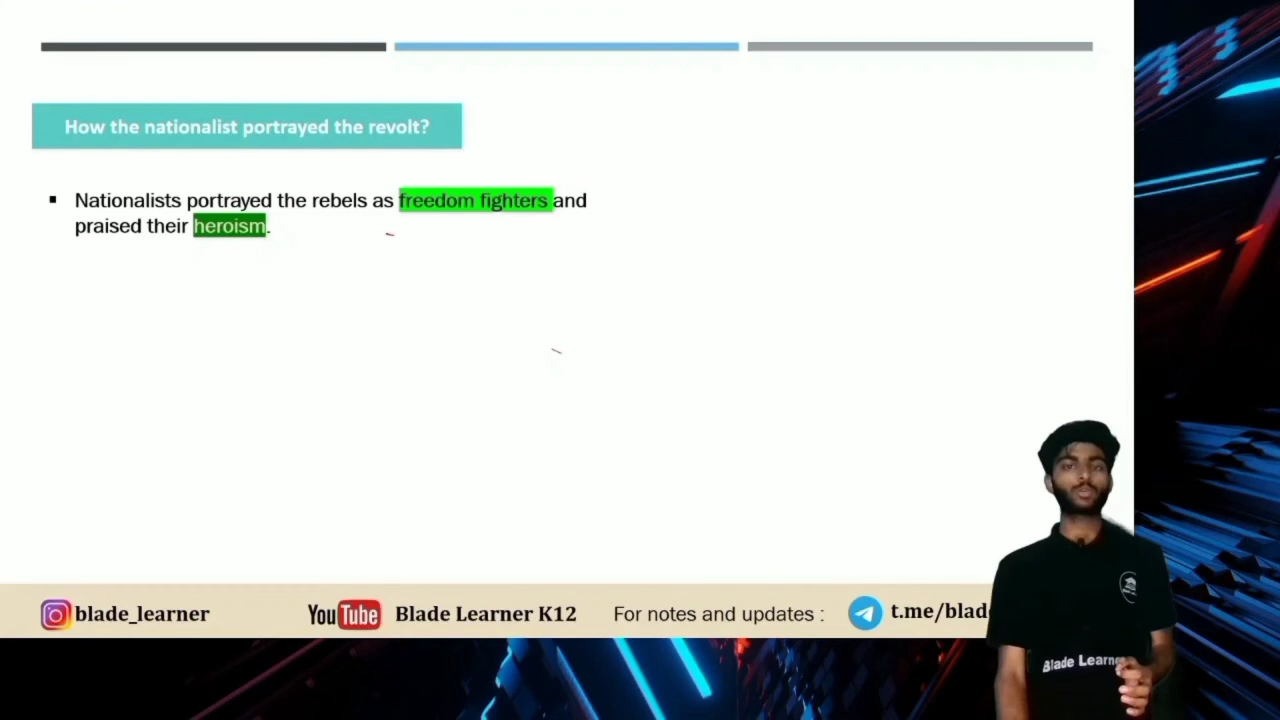 How the nationalist portrayed the revolt?
Nationalists portrayed the rebels as freedom fighters and
praised their heroism.
blade_learner
YouTube
Blade Learner K12
For notes and updates :
t.me/blad
Blade Learne